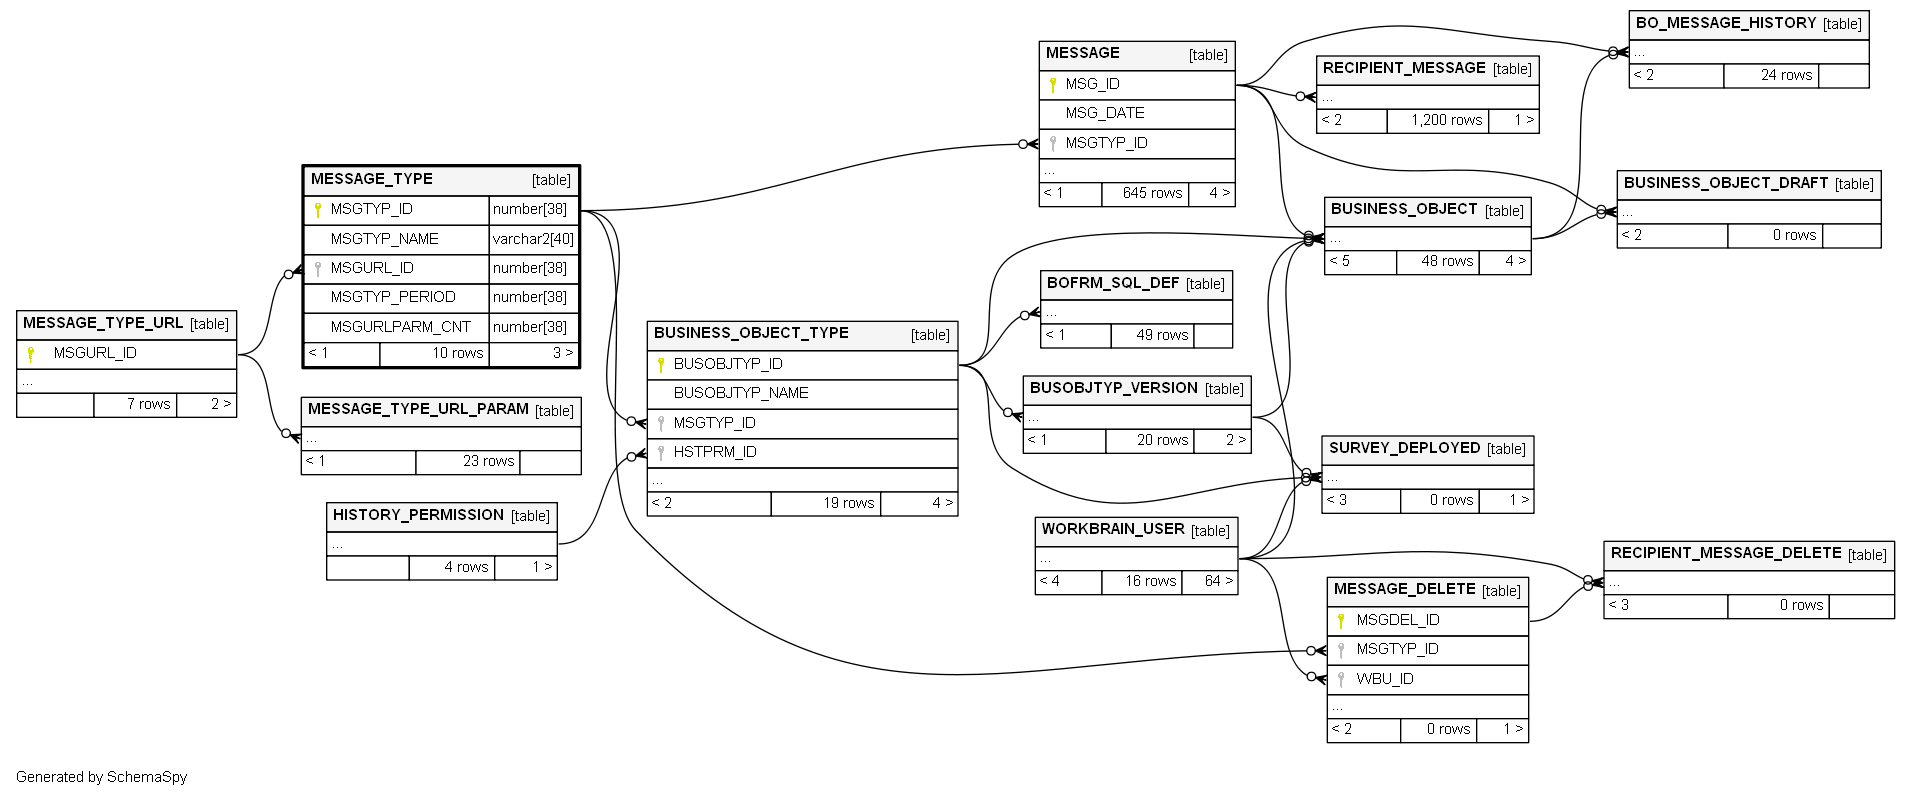 MESSAGE_TYPE_URL [table]
MSGURL_ID
...
7 rows 2 >
MESSAGE_TYPE [table]
MSGTYP_ID number[38]
MSGTYP_NAME varchar2[40]
MSGURL_ID number[38]
MSGTYP_PERIOD number[38]
MSGURLPARM_CNT number[38]
< 1 10 rows 3 >
MESSAGE_TYPE_URL_PARAM [table]
...
< 1 23 rows
HISTORY_PERMISSION [table]
...
4 rows 1 >
BUSINESS_OBJECT_TYPE [table]
BUSOBJTYP_ID
BUSOBJTYP_NAME
MSGTYP_ID
HSTPRM_ID
...
< 2 19 rows 4 >
MESSAGE [table]
MSG_ID
MSG_DATE
MSGTYP_ID
...
< 1 645 rows 4 >
BOFRM_SQL_DEF [table]
...
< 1 49 rows
BUSOBJTYP_VERSION [table]
...
< 1 20 rows 2 >
WORKBRAIN_USER [table]
...
< 4 16 rows 64 >
RECIPIENT_MESSAGE [table]
...
< 2 1,200 rows 1 >
BUSINESS_OBJECT [table]
...
< 5 48 rows 4 >
SURVEY_DEPLOYED [table]
...
< 3 0 rows 1 >
MESSAGE_DELETE [table]
MSGDEL_ID
MSGTYP_ID
WBU_ID
...
< 2 0 rows 1 >
BO_MESSAGE_HISTORY [table]
...
< 2 24 rows
BUSINESS_OBJECT_DRAFT [table]
...
< 2 0 rows
RECIPIENT_MESSAGE_DELETE [table]
...
< 3 0 rows
Generated by SchemaSpy